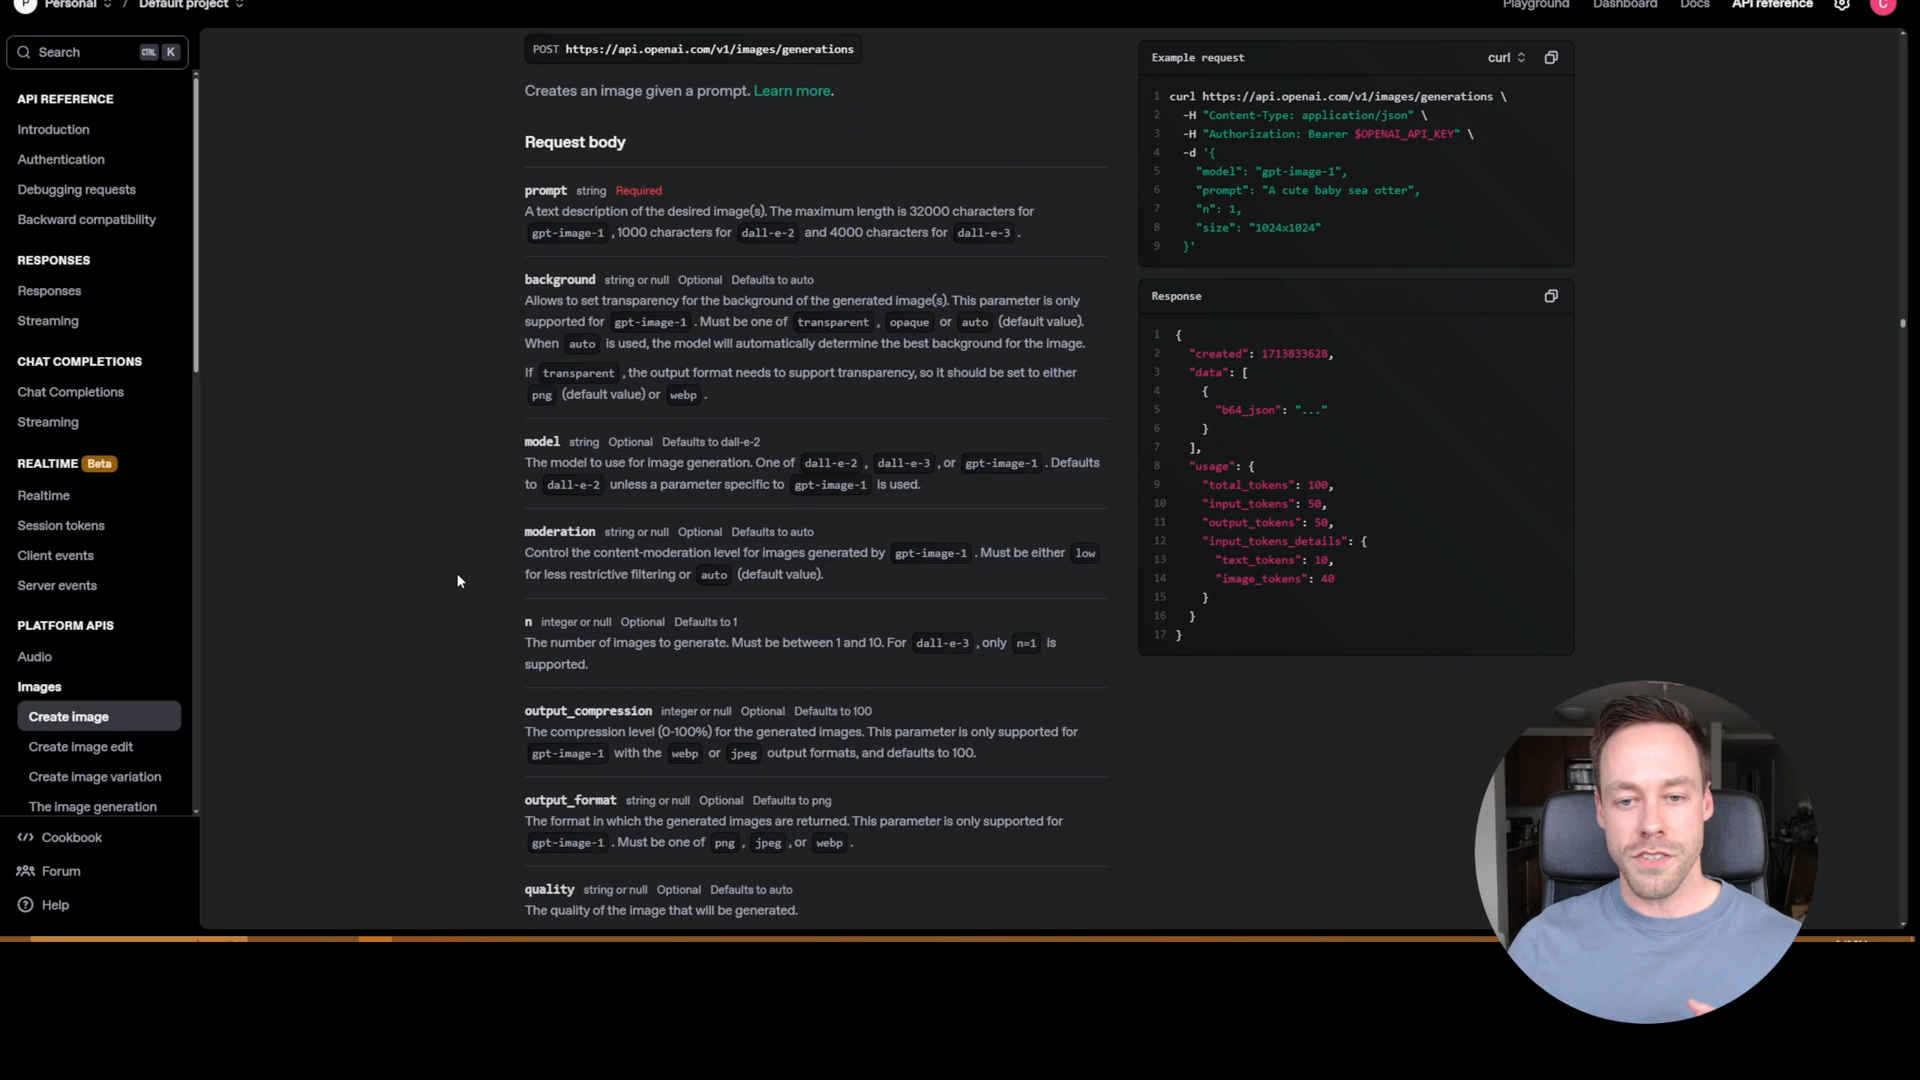 P Personal / Default project
Playground Dashboard Docs API reference C
Search CTRL K
API REFERENCE
Introduction
Authentication
Debugging requests
Backward compatibility
RESPONSES
Responses
Streaming
CHAT COMPLETIONS
Chat Completions
Streaming
REALTIME Beta
Realtime
Session tokens
Client events
Server events
PLATFORM APIS
Audio
Images
Create image
Create image edit
Create image variation
The image generation
Cookbook
Forum
Help
POST https://api.openai.com/v1/images/generations
Creates an image given a prompt. Learn more.
Request body
prompt string Required
A text description of the desired image(s). The maximum length is 32000 characters for
gpt-image-1 , 1000 characters for dall-e-2 and 4000 characters for dall-e-3 .
background string or null Optional Defaults to auto
Allows to set transparency for the background of the generated image(s). This parameter is only
supported for gpt-image-1 . Must be one of transparent , opaque or auto (default value).
When auto is used, the model will automatically determine the best background for the image.
If transparent , the output format needs to support transparency, so it should be set to either
png (default value) or webp .
model string Optional Defaults to dall-e-2
The model to use for image generation. One of dall-e-2 , dall-e-3 , or gpt-image-1 . Defaults
to dall-e-2 unless a parameter specific to gpt-image-1 is used.
moderation string or null Optional Defaults to auto
Control the content-moderation level for images generated by gpt-image-1 . Must be either low
for less restrictive filtering or auto (default value).
n integer or null Optional Defaults to 1
The number of images to generate. Must be between 1 and 10. For dall-e-3 , only n=1 is
supported.
output_compression integer or null Optional Defaults to 100
The compression level (0-100%) for the generated images. This parameter is only supported for
gpt-image-1 with the webp or jpeg output formats, and defaults to 100.
output_format string or null Optional Defaults to png
The format in which the generated images are returned. This parameter is only supported for
gpt-image-1 . Must be one of png , jpeg , or webp .
quality string or null Optional Defaults to auto
The quality of the image that will be generated.
Example request curl
1 curl https://api.openai.com/v1/images/generations \
2 -H "Content-Type: application/json" \
3 -H "Authorization: Bearer $OPENAI_API_KEY" \
4 -d '{
5 "model": "gpt-image-1",
6 "prompt": "A cute baby sea otter",
7 "n": 1,
8 "size": "1024x1024"
9 }'
Response
1 {
2 "created": 1713833628,
3 "data": [
4 {
5 "b64_json": "..."
6 }
7 ],
8 "usage": {
9 "total_tokens": 100,
10 "input_tokens": 50,
11 "output_tokens": 50,
12 "input_tokens_details": {
13 "text_tokens": 10,
14 "image_tokens": 40
15 }
16 }
17 }